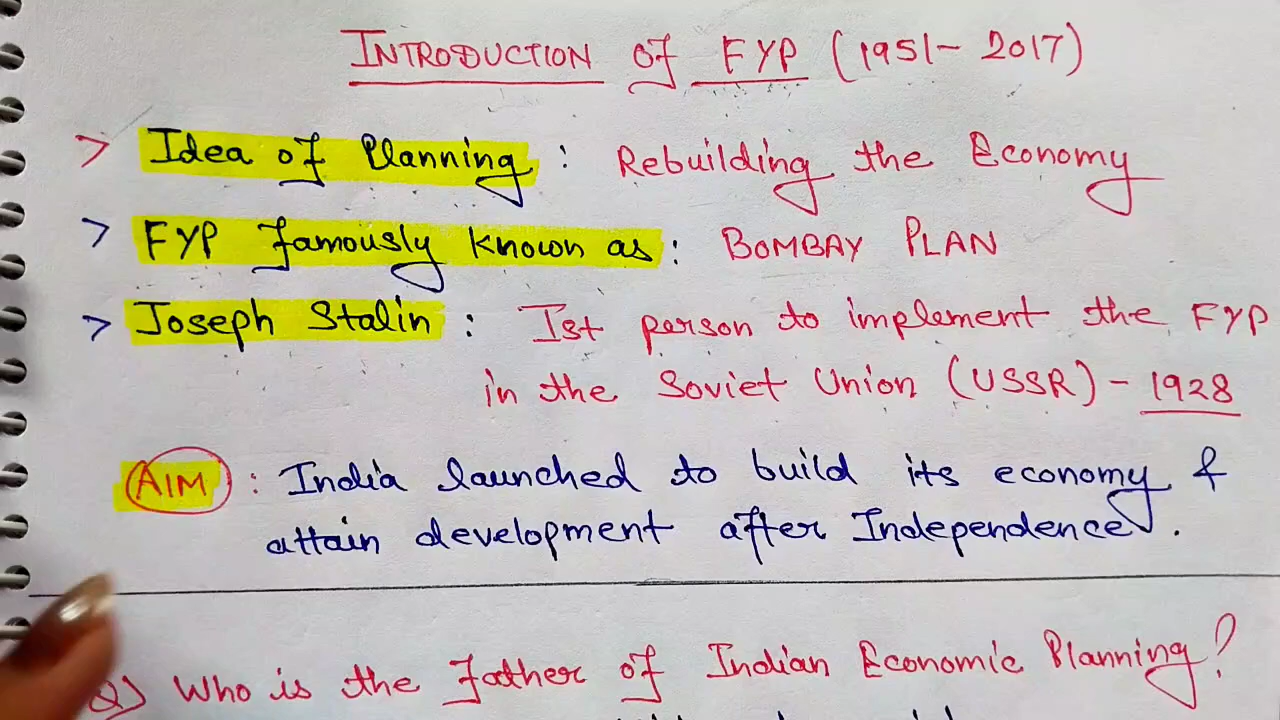 INTRODUCTION of FYP (1951- 2017)
> Idea of Planning : Rebuilding the Economy
> FYP famously known as : BOMBAY PLAN
> Joseph Stalin : Ist person to implement the FYP
in the Soviet Union (USSR) - 1928
AIM : India launched to build its economy &
attain development after Independence.
Q) Who is the Father of Indian Economic Planning?